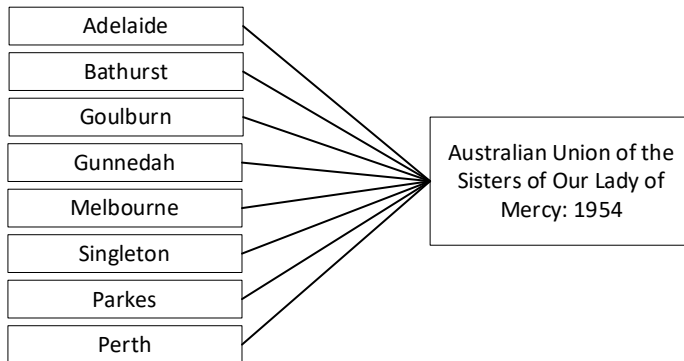 Adelaide
Bathurst
Goulburn
Gunnedah
Melbourne
Singleton
Parkes
Perth
Australian Union of the
Sisters of Our Lady of
Mercy: 1954